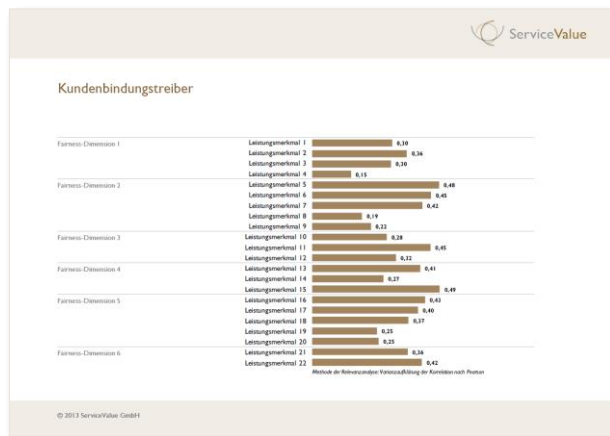 ServiceValue
Kundenbindungstreiber
Fairness-Dimension 1
Leistungsmerkmal 1 0,30
Leistungsmerkmal 2 0,36
Leistungsmerkmal 3 0,30
Leistungsmerkmal 4 0,15
Fairness-Dimension 2
Leistungsmerkmal 5 0,48
Leistungsmerkmal 6 0,45
Leistungsmerkmal 7 0,42
Leistungsmerkmal 8 0,19
Leistungsmerkmal 9 0,22
Fairness-Dimension 3
Leistungsmerkmal 10 0,28
Leistungsmerkmal 11 0,45
Leistungsmerkmal 12 0,32
Fairness-Dimension 4
Leistungsmerkmal 13 0,41
Leistungsmerkmal 14 0,27
Leistungsmerkmal 15 0,49
Fairness-Dimension 5
Leistungsmerkmal 16 0,43
Leistungsmerkmal 17 0,40
Leistungsmerkmal 18 0,37
Leistungsmerkmal 19 0,25
Leistungsmerkmal 20 0,25
Fairness-Dimension 6
Leistungsmerkmal 21 0,36
Leistungsmerkmal 22 0,42
Methode der Relevanzanalyse: Varianzaufklärung der Korrelation nach Pearson
© 2013 ServiceValue GmbH